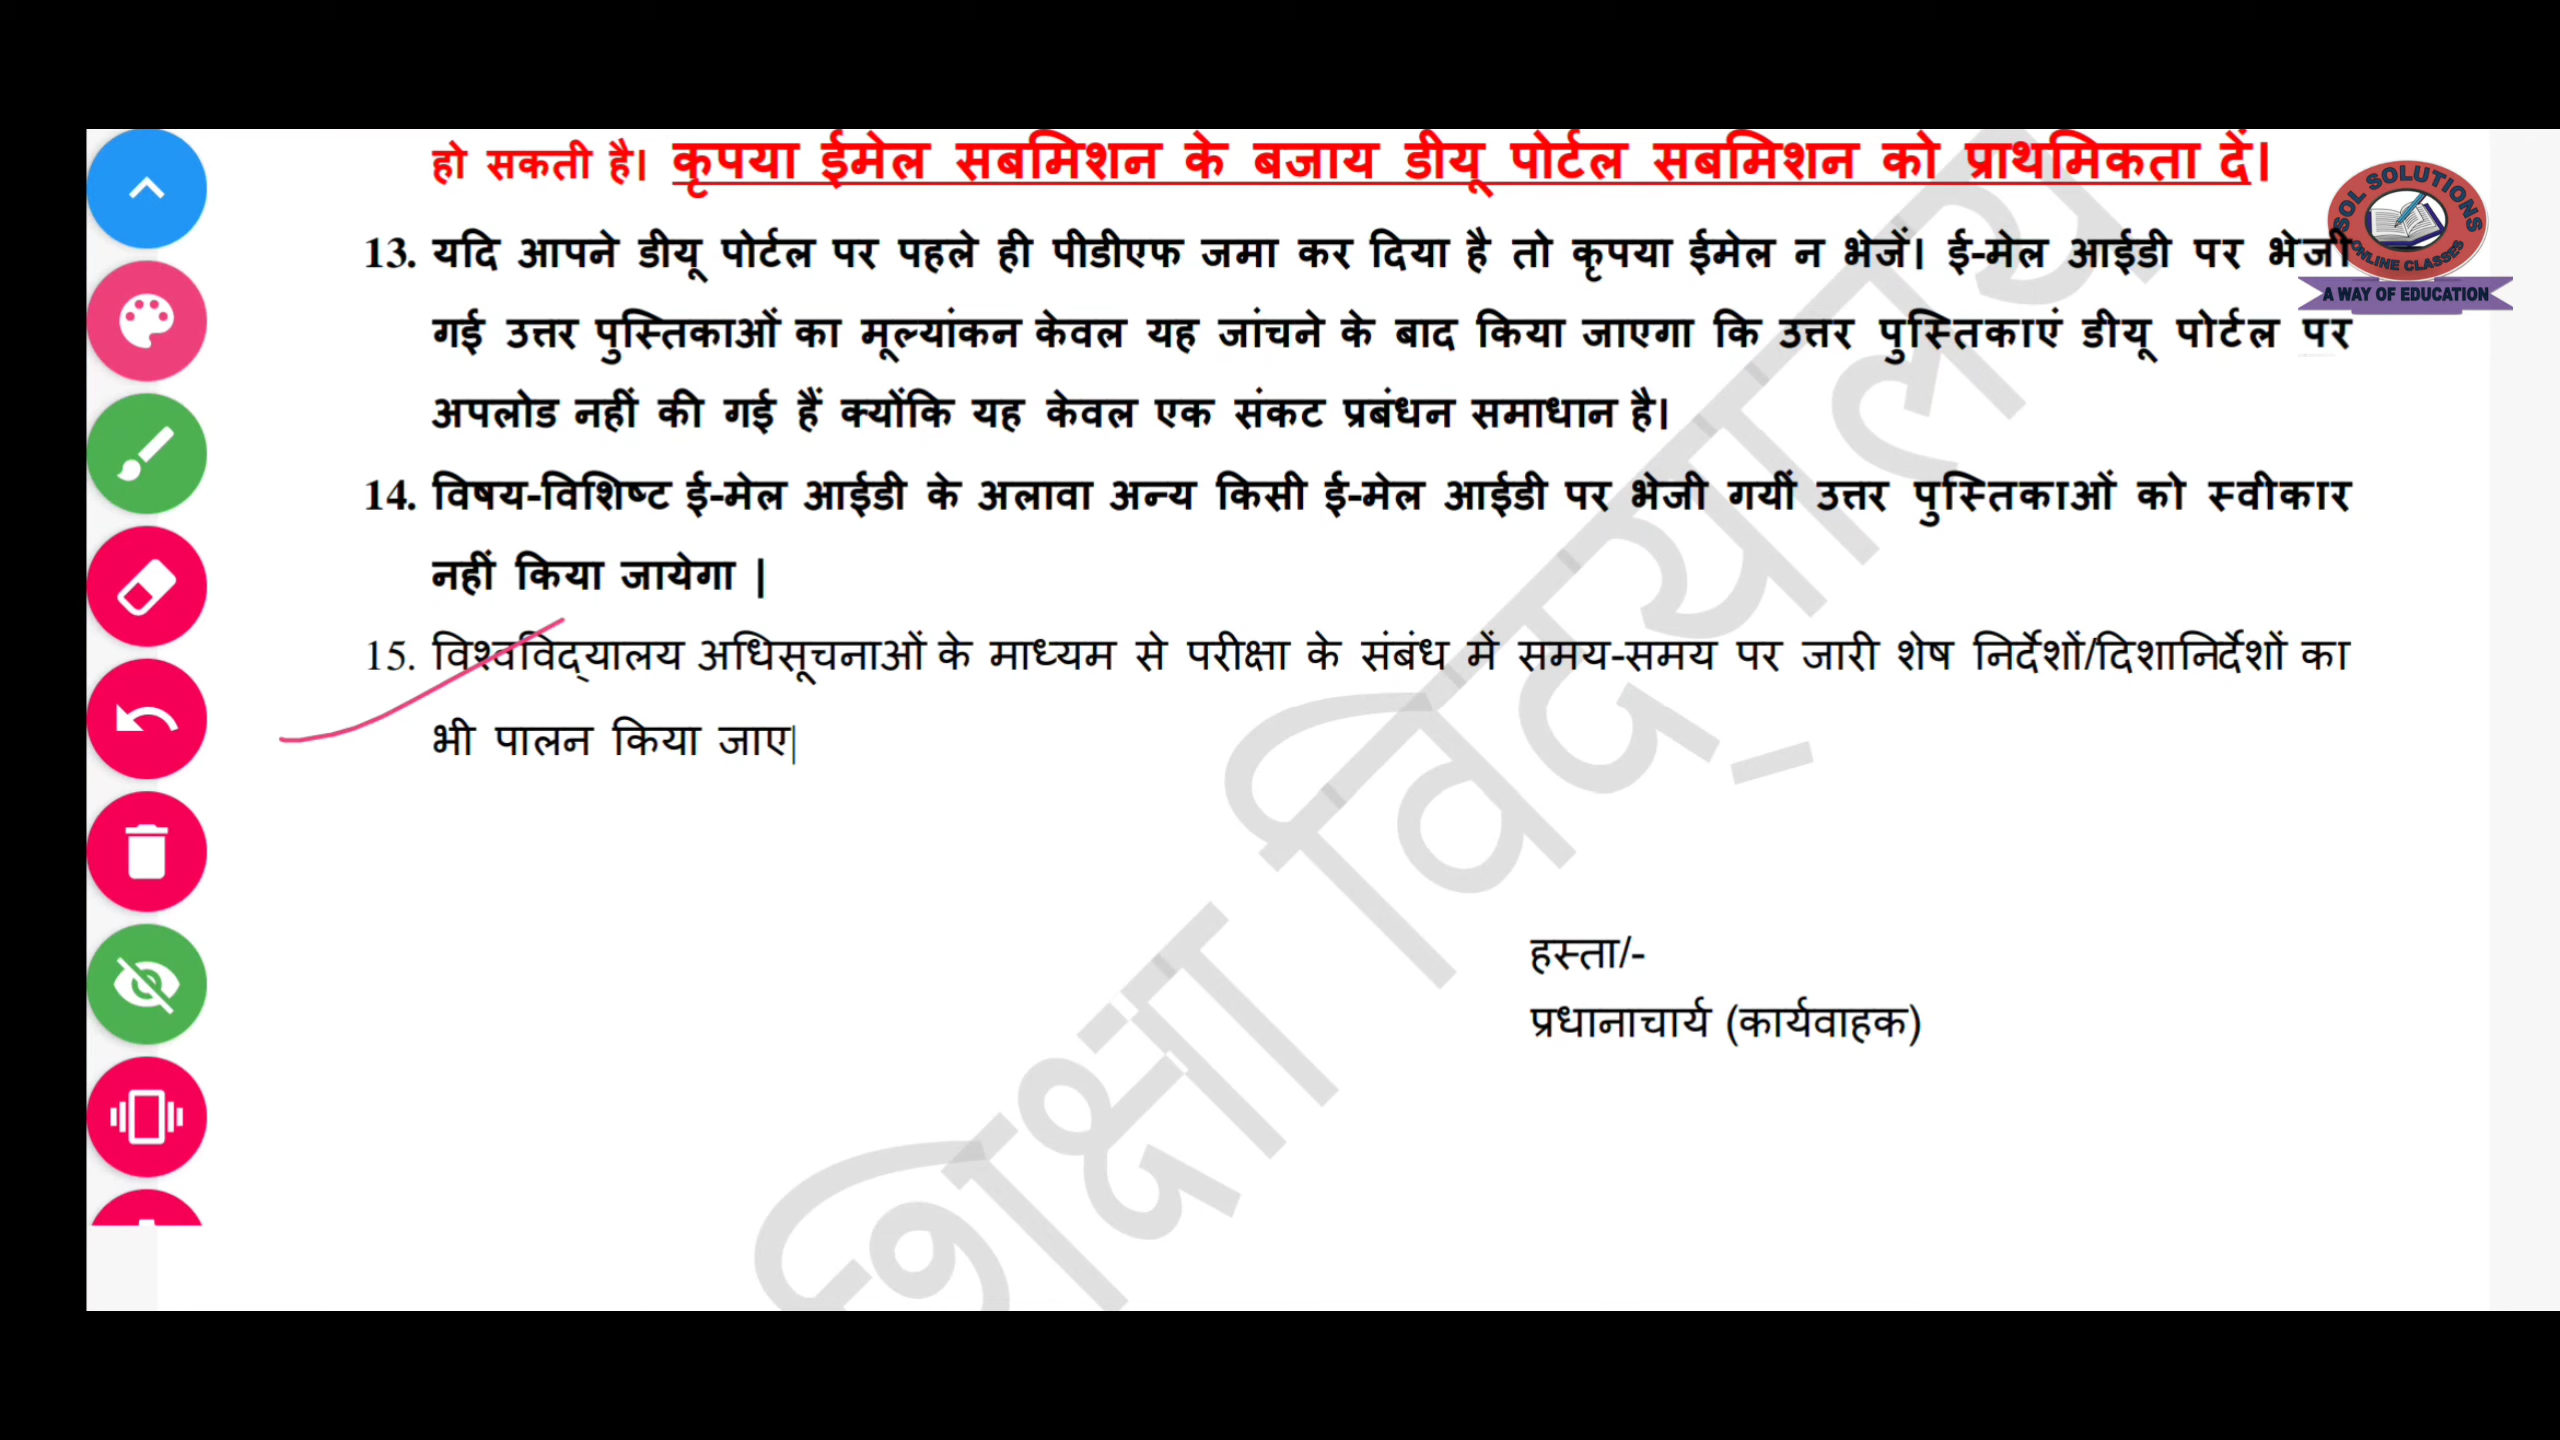 हो सकती है। कृपया ईमेल सबमिशन के बजाय डीयू पोर्टल सबमिशन को प्राथमिकता दें।
13. यदि आपने डीयू पोर्टल पर पहले ही पीडीएफ जमा कर दिया है तो कृपया ईमेल न भेजें। ई-मेल आईडी पर भेजी
गई उत्तर पुस्तिकाओं का मूल्यांकन केवल यह जांचने के बाद किया जाएगा कि उत्तर पुस्तिकाएं डीयू पोर्टल पर
अपलोड नहीं की गई हैं क्योंकि यह केवल एक संकट प्रबंधन समाधान है।
14. विषय-विशिष्ट ई-मेल आईडी के अलावा अन्य किसी ई-मेल आईडी पर भेजी गयीं उत्तर पुस्तिकाओं को स्वीकार
नहीं किया जायेगा |
15. विश्वविद्यालय अधिसूचनाओं के माध्यम से परीक्षा के संबंध में समय-समय पर जारी शेष निर्देशों/दिशानिर्देशों का
भी पालन किया जाए|
हस्ता/-
प्रधानाचार्य (कार्यवाहक)
शिक्षा विद्यालय
SOL SOLUTIONS
ONLINE CLASSES
A WAY OF EDUCATION